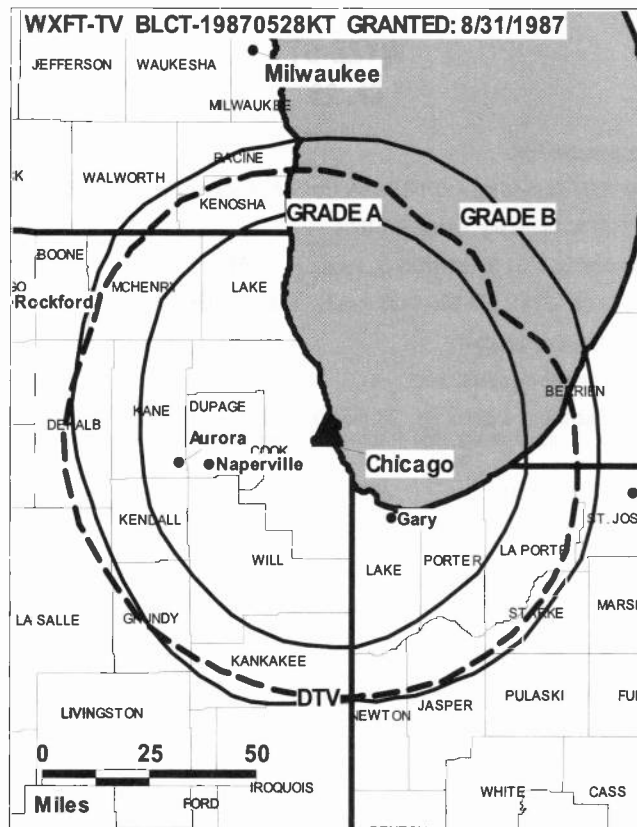 WXFT-TV BLCT-19870528KT GRANTED: 8/31/1987
JEFFERSON
WAUKESHA
Milwaukee
MILWAUKEE
RACINE
WALWORTH
KENOSHA
GRADE A
GRADE B
BOONE
MCHENRY
LAKE
Rockford
BERRIEN
KANE
DUPAGE
DEKALB
Aurora
COOK
Naperville
Chicago
KENDALL
Gary
ST. JOS
WILL
LAKE
PORTER
LA PORTE
LA SALLE
GRUNDY
STARKE
MARS
KANKAKEE
DTV
NEWTON
JASPER
PULASKI
FU
LIVINGSTON
0 25 50
IROQUOIS
Miles
FORD
WHITE
CASS